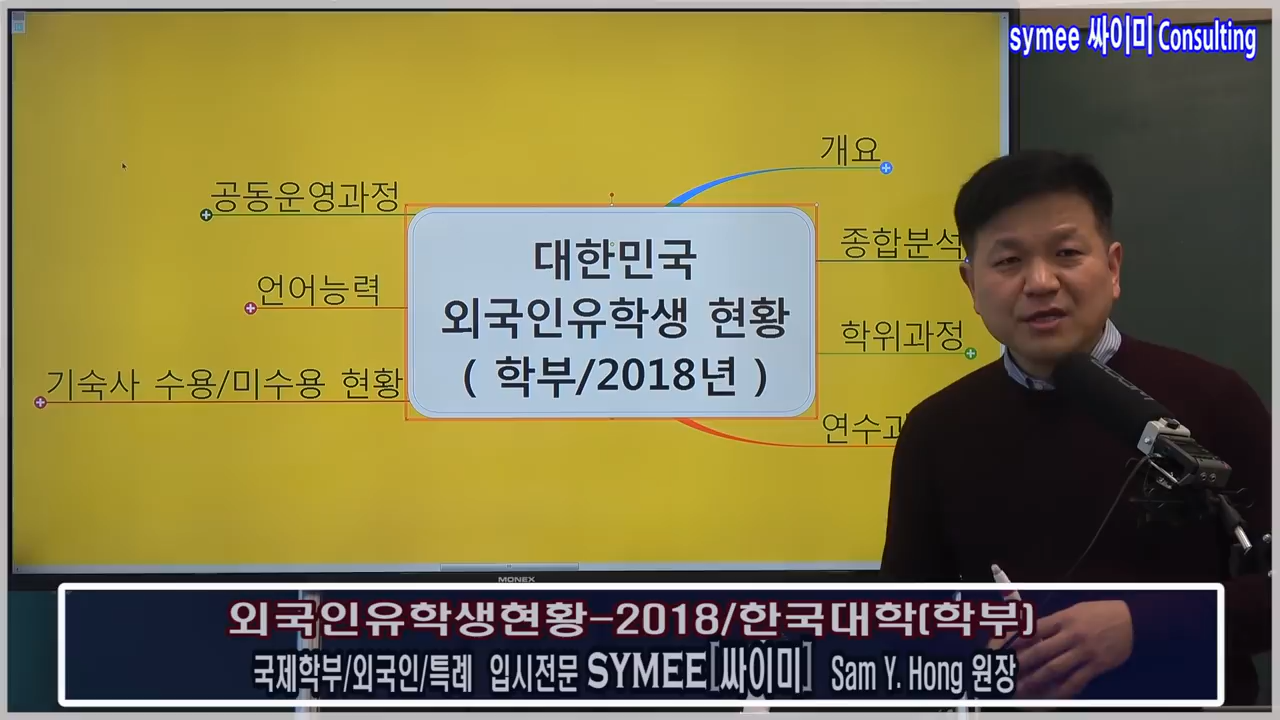 symee 싸이미 Consulting
개요
공동운영과정
종합분석
대한민국
외국인유학생 현황
( 학부/2018년 )
언어능력
학위과정
기숙사 수용/미수용 현황
연수
MONEX
외국인유학생현황-2018/한국대학(학부)
국제학부/외국인/특례 입시전문 SYMEE[싸이미] Sam Y. Hong 원장